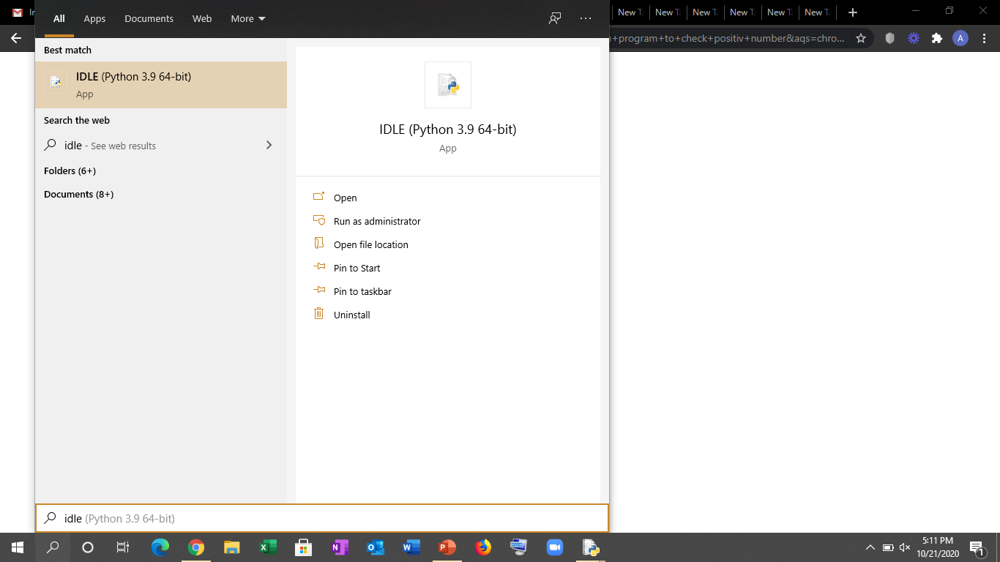 All Apps Documents Web More
New T New T New T New T New T New T
program+to+check+positiv+number&aqs=chro...
A
Best match
IDLE (Python 3.9 64-bit)
App
Search the web
idle - See web results
Folders (6+)
Documents (8+)
IDLE (Python 3.9 64-bit)
App
Open
Run as administrator
Open file location
Pin to Start
Pin to taskbar
Uninstall
idle (Python 3.9 64-bit)
5:11 PM
10/21/2020
1